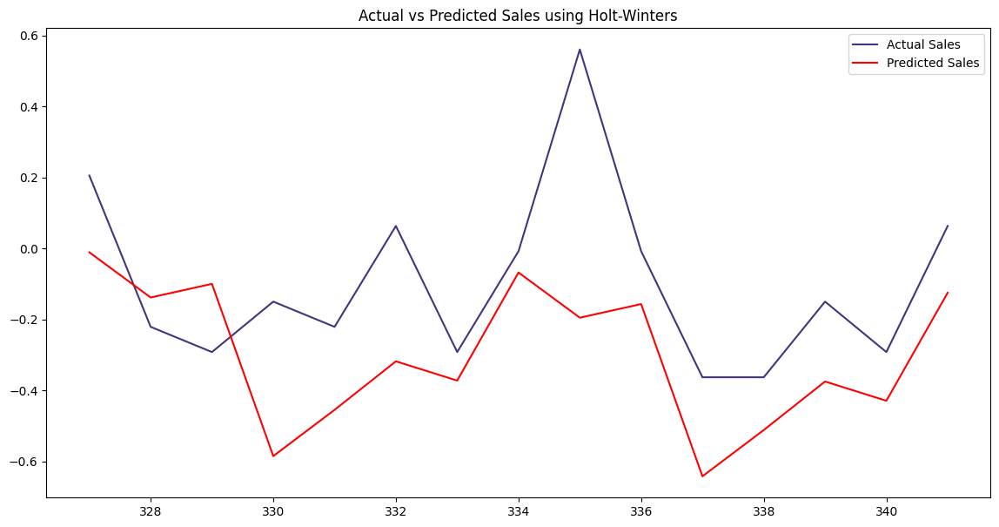 Actual vs Predicted Sales using Holt-Winters
Actual Sales
Predicted Sales
0.6
0.4
0.2
0.0
−0.2
−0.4
−0.6
328 330 332 334 336 338 340